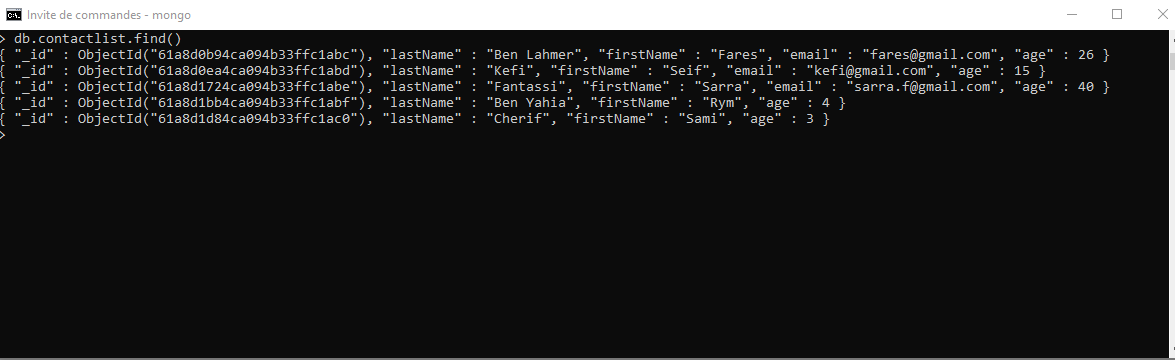 Invite de commandes - mongo
> db.contactlist.find()
{ "_id" : ObjectId("61a8d0b94ca094b33ffc1abc"), "lastName" : "Ben Lahmer", "firstName" : "Fares", "email" : "fares@gmail.com", "age" : 26 }
{ "_id" : ObjectId("61a8d0ea4ca094b33ffc1abd"), "lastName" : "Kefi", "firstName" : "Seif", "email" : "kefi@gmail.com", "age" : 15 }
{ "_id" : ObjectId("61a8d1724ca094b33ffc1abe"), "lastName" : "Fantassi", "firstName" : "Sarra", "email" : "sarra.f@gmail.com", "age" : 40 }
{ "_id" : ObjectId("61a8d1bb4ca094b33ffc1abf"), "lastName" : "Ben Yahia", "firstName" : "Rym", "age" : 4 }
{ "_id" : ObjectId("61a8d1d84ca094b33ffc1ac0"), "lastName" : "Cherif", "firstName" : "Sami", "age" : 3 }
>